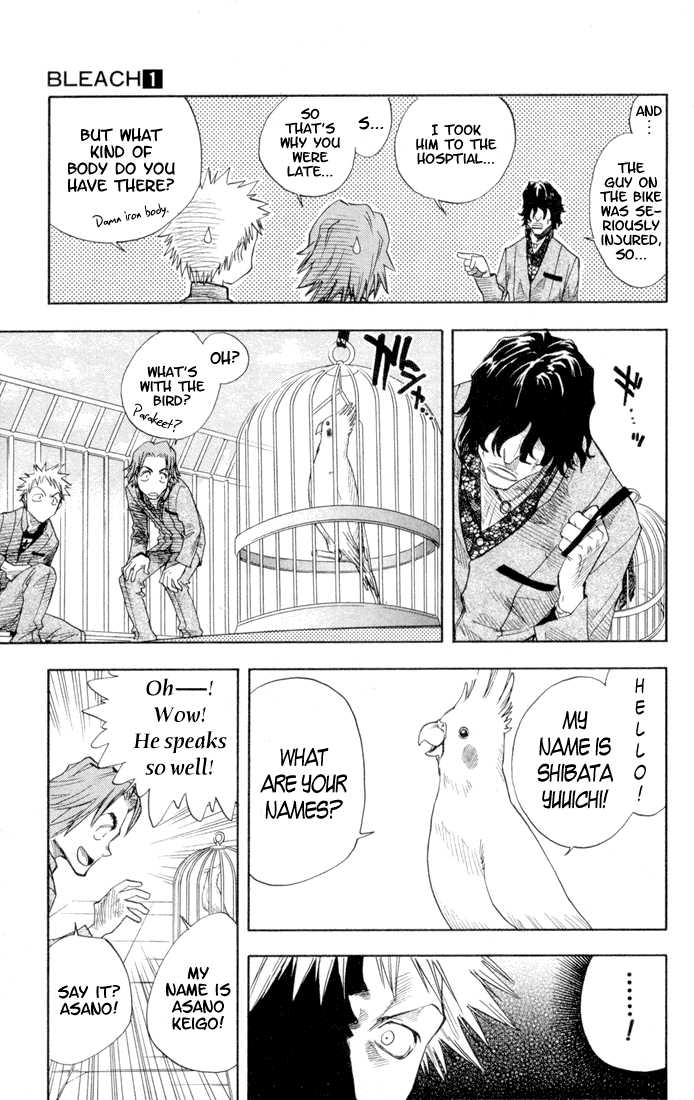 BLEACH 1
AND
...
THE
GUY ON
THE BIKE
WAS SE-
RIOUSLY
INJURED,
SO...
I TOOK
HIM TO THE
HOSPTIAL...
S...
SO
THAT'S
WHY YOU
WERE
LATE...
BUT WHAT
KIND OF
BODY DO YOU
HAVE THERE?
Damn iron body.
OH?
WHAT'S
WITH THE
BIRD?
Parakeet?
HELLO!
MY
NAME IS
SHIBATA
YUUICHI!
WHAT
ARE YOUR
NAMES?
Oh—!
Wow!
He speaks
so well!
MY
NAME IS
ASANO
KEIGO!
SAY IT?
ASANO!
......!